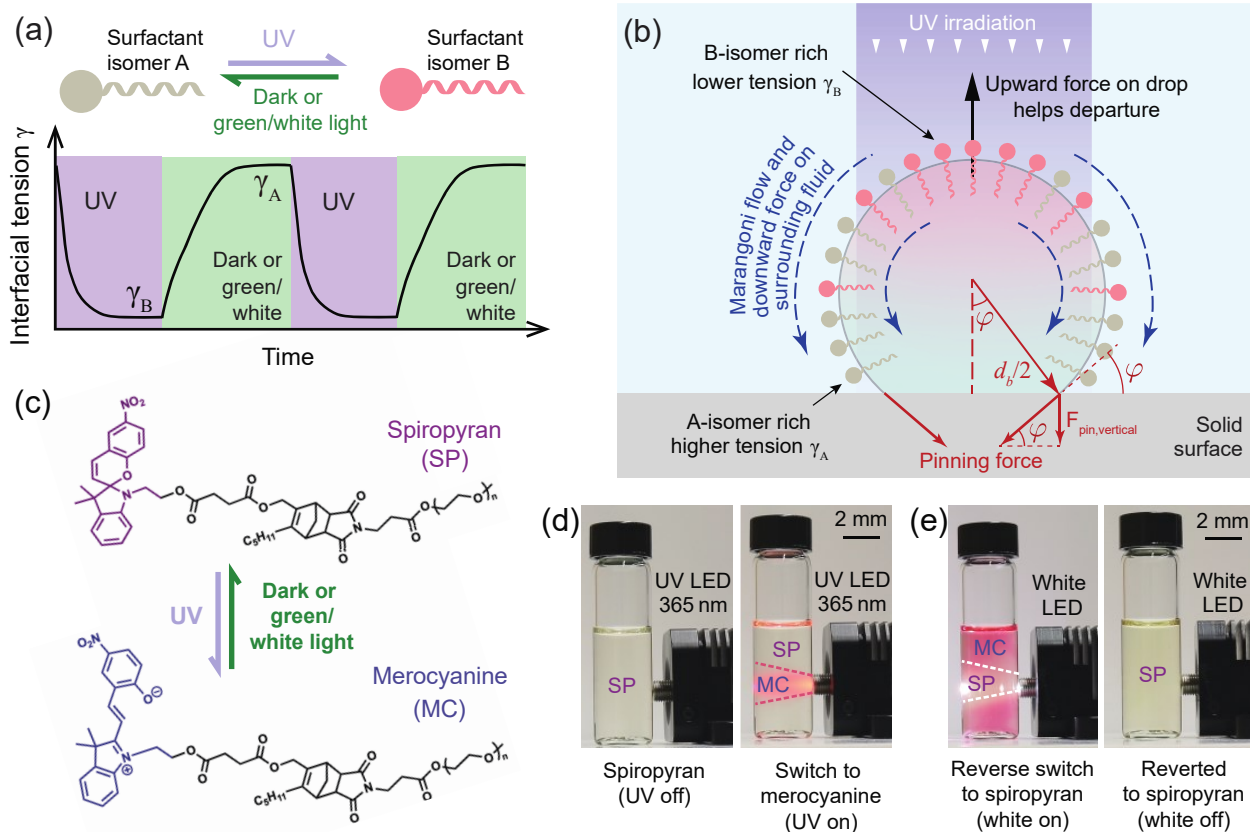 (a)
Surfactant
isomer A
UV
Dark or
green/white light
Surfactant
isomer B
Interfacial tension γ
UV
γB
γA
Dark or
green/
white
UV
Dark or
green/
white
Time
(b)
UV irradiation
B-isomer rich
lower tension γB
Upward force on drop
helps departure
Marangoni flow and
downward force on
surrounding fluid
φ
db/2
φ
A-isomer rich
higher tension γA
φ
Fpin,vertical
Pinning force
Solid
surface
(c)
NO2
O
N
O
O
O
O
C5H11
O
N
O
O
O
O
n
Spiropyran
(SP)
UV
Dark or
green/
white light
Merocyanine
(MC)
O2N
O⊖
N
⊕
O
O
O
O
C5H11
O
N
O
O
O
O
n
(d)
UV LED
365 nm
SP
Spiropyran
(UV off)
2 mm
UV LED
365 nm
SP
MC
Switch to
merocyanine
(UV on)
(e)
White
LED
MC
SP
Reverse switch
to spiropyran
(white on)
2 mm
White
LED
SP
Reverted
to spiropyran
(white off)